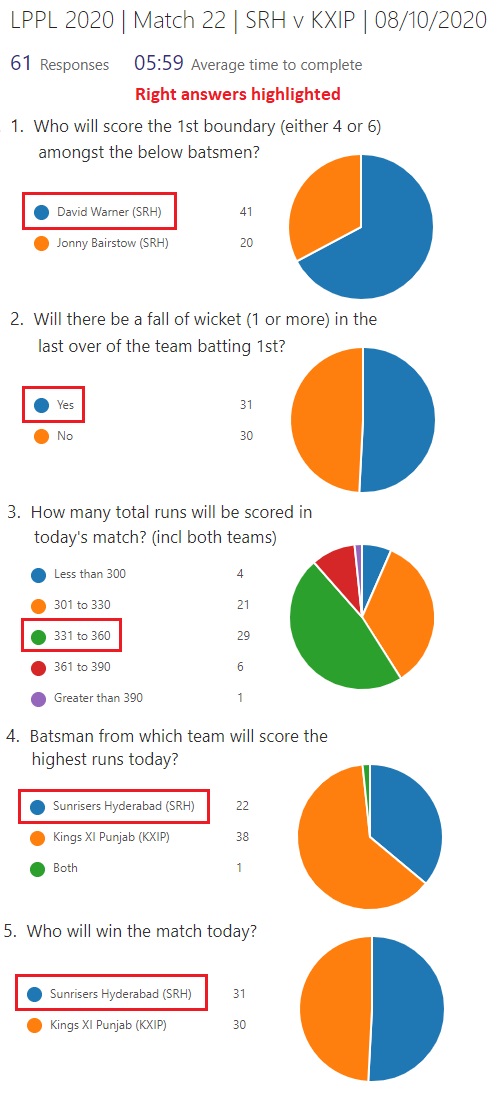 LPPL 2020 | Match 22 | SRH v KXIP | 08/10/2020
61 Responses 05:59 Average time to complete
Right answers highlighted
1. Who will score the 1st boundary (either 4 or 6)
amongst the below batsmen?
David Warner (SRH) 41
Jonny Bairstow (SRH) 20
2. Will there be a fall of wicket (1 or more) in the
last over of the team batting 1st?
Yes 31
No 30
3. How many total runs will be scored in
today's match? (incl both teams)
Less than 300 4
301 to 330 21
331 to 360 29
361 to 390 6
Greater than 390 1
4. Batsman from which team will score the
highest runs today?
Sunrisers Hyderabad (SRH) 22
Kings XI Punjab (KXIP) 38
Both 1
5. Who will win the match today?
Sunrisers Hyderabad (SRH) 31
Kings XI Punjab (KXIP) 30